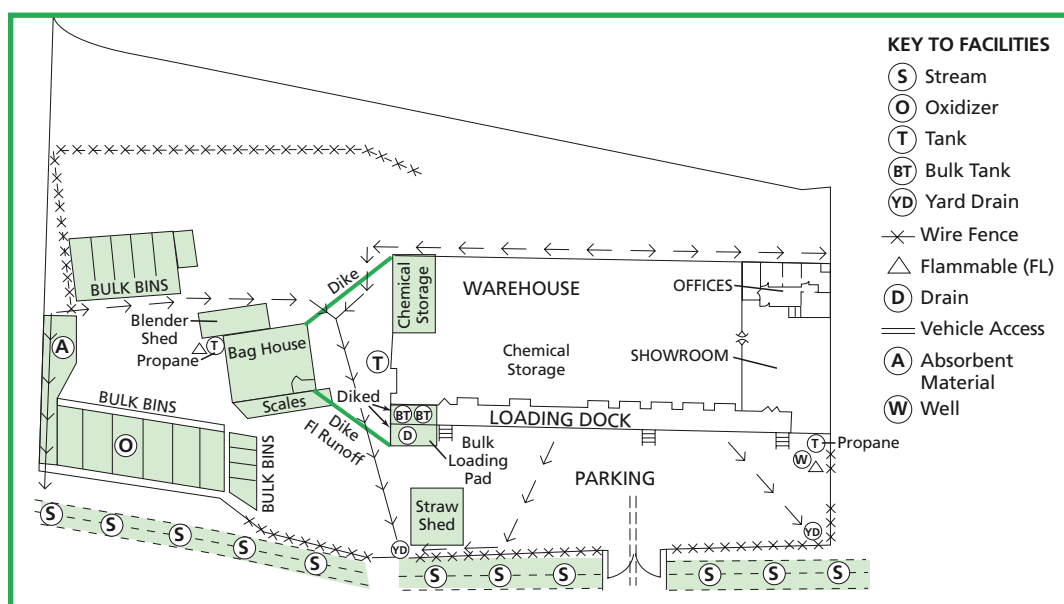 KEY TO FACILITIES
S Stream
O Oxidizer
T Tank
BT Bulk Tank
YD Yard Drain
Wire Fence
Flammable (FL)
D Drain
Vehicle Access
A Absorbent
Material
W Well
BULK BINS
Dike
Chemical
Storage
WAREHOUSE
OFFICES
Blender
Shed
T
Propane
Bag House
A
T
Chemical
Storage
SHOWROOM
BULK BINS
Scales
Diked
BT BT
D
LOADING DOCK
Dike
Fl Runoff
Bulk
Loading
Pad
O
BULK BINS
T Propane
W
PARKING
Straw
Shed
YD
YD
S
S
S
S
S
S
S
S
S
S
S